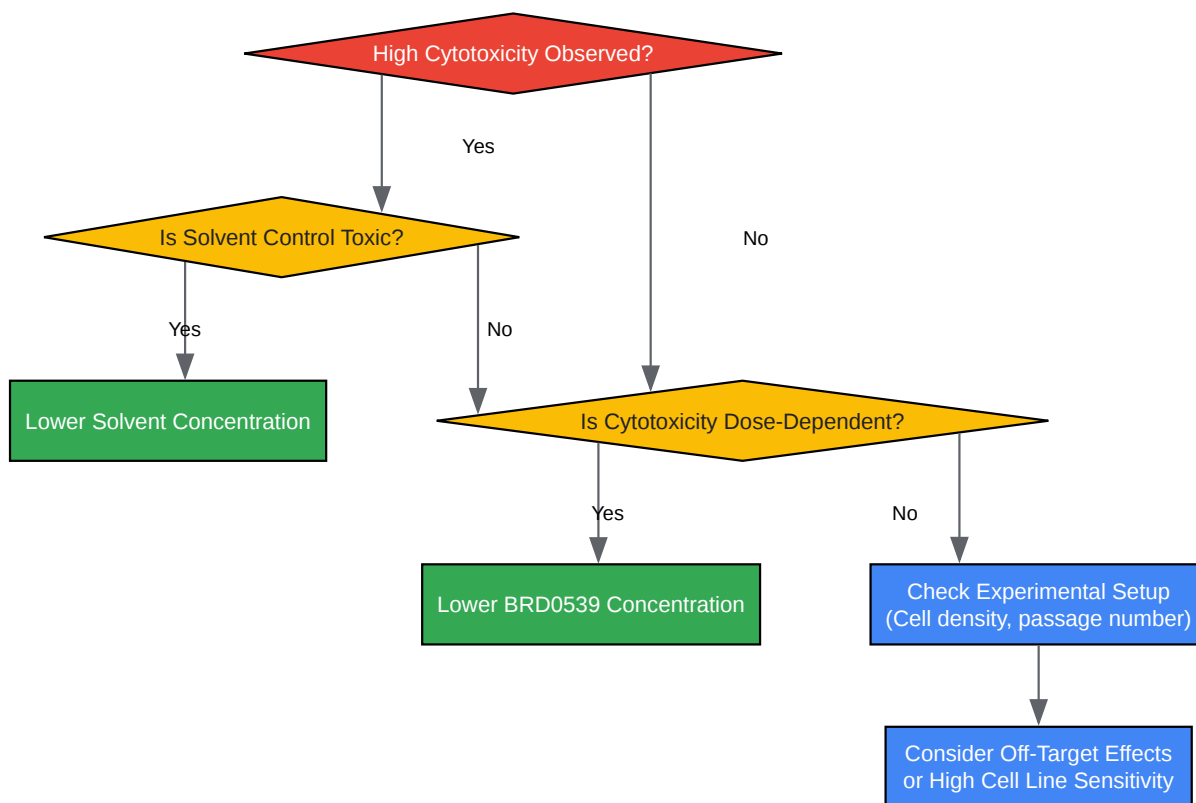 High Cytotoxicity Observed?
Yes
Is Solvent Control Toxic?
No
Yes
No
Lower Solvent Concentration
Is Cytotoxicity Dose-Dependent?
Yes
No
Lower BRD0539 Concentration
Check Experimental Setup
(Cell density, passage number)
Consider Off-Target Effects
or High Cell Line Sensitivity